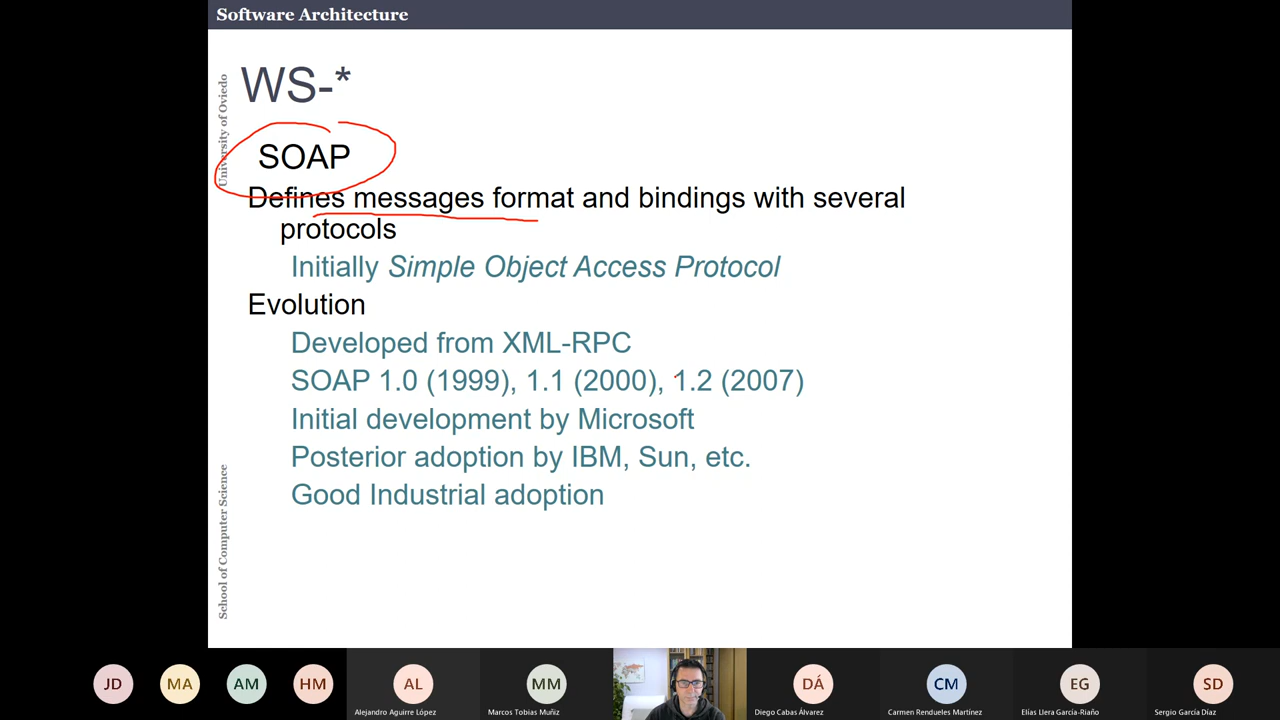 Software Architecture
University of Oviedo
WS-*
SOAP
Defines messages format and bindings with several
protocols
Initially Simple Object Access Protocol
Evolution
Developed from XML-RPC
SOAP 1.0 (1999), 1.1 (2000), 1.2 (2007)
Initial development by Microsoft
Posterior adoption by IBM, Sun, etc.
Good Industrial adoption
School of Computer Science
JD MA AM HM AL MM DÁ CM EG SD
Alejandro Aguirre López Marcos Tobias Muñiz Diego Cabas Álvarez Carmen Rendueles Martínez Elías Llera García-Riaño Sergio García Díaz